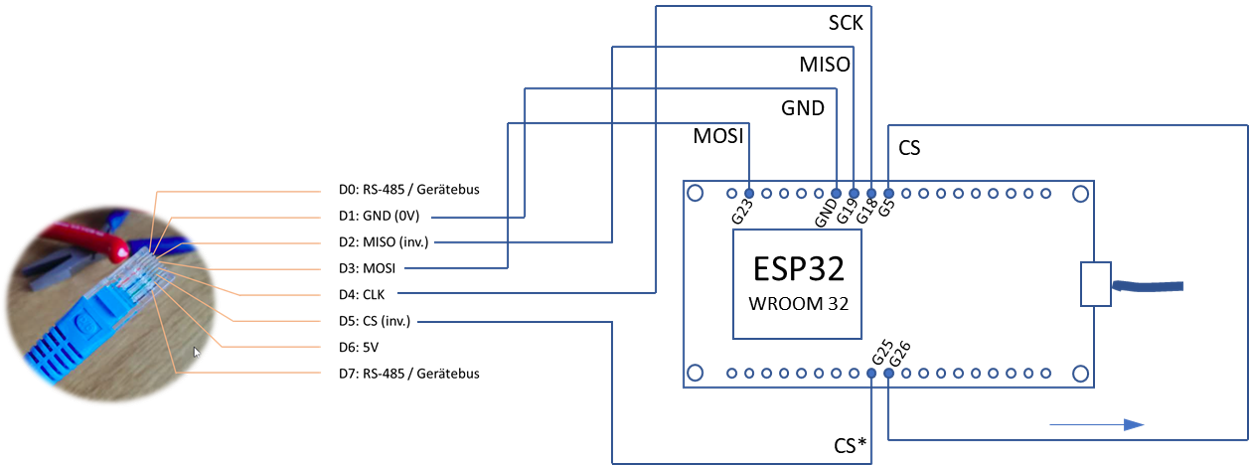 SCK
MISO
GND
MOSI
CS
D0: RS-485 / Gerätebus
D1: GND (0V)
D2: MISO (inv.)
D3: MOSI
D4: CLK
D5: CS (inv.)
D6: 5V
D7: RS-485 / Gerätebus
G23
GND
G19
G18
G5
ESP32
WROOM 32
G25
G26
CS*